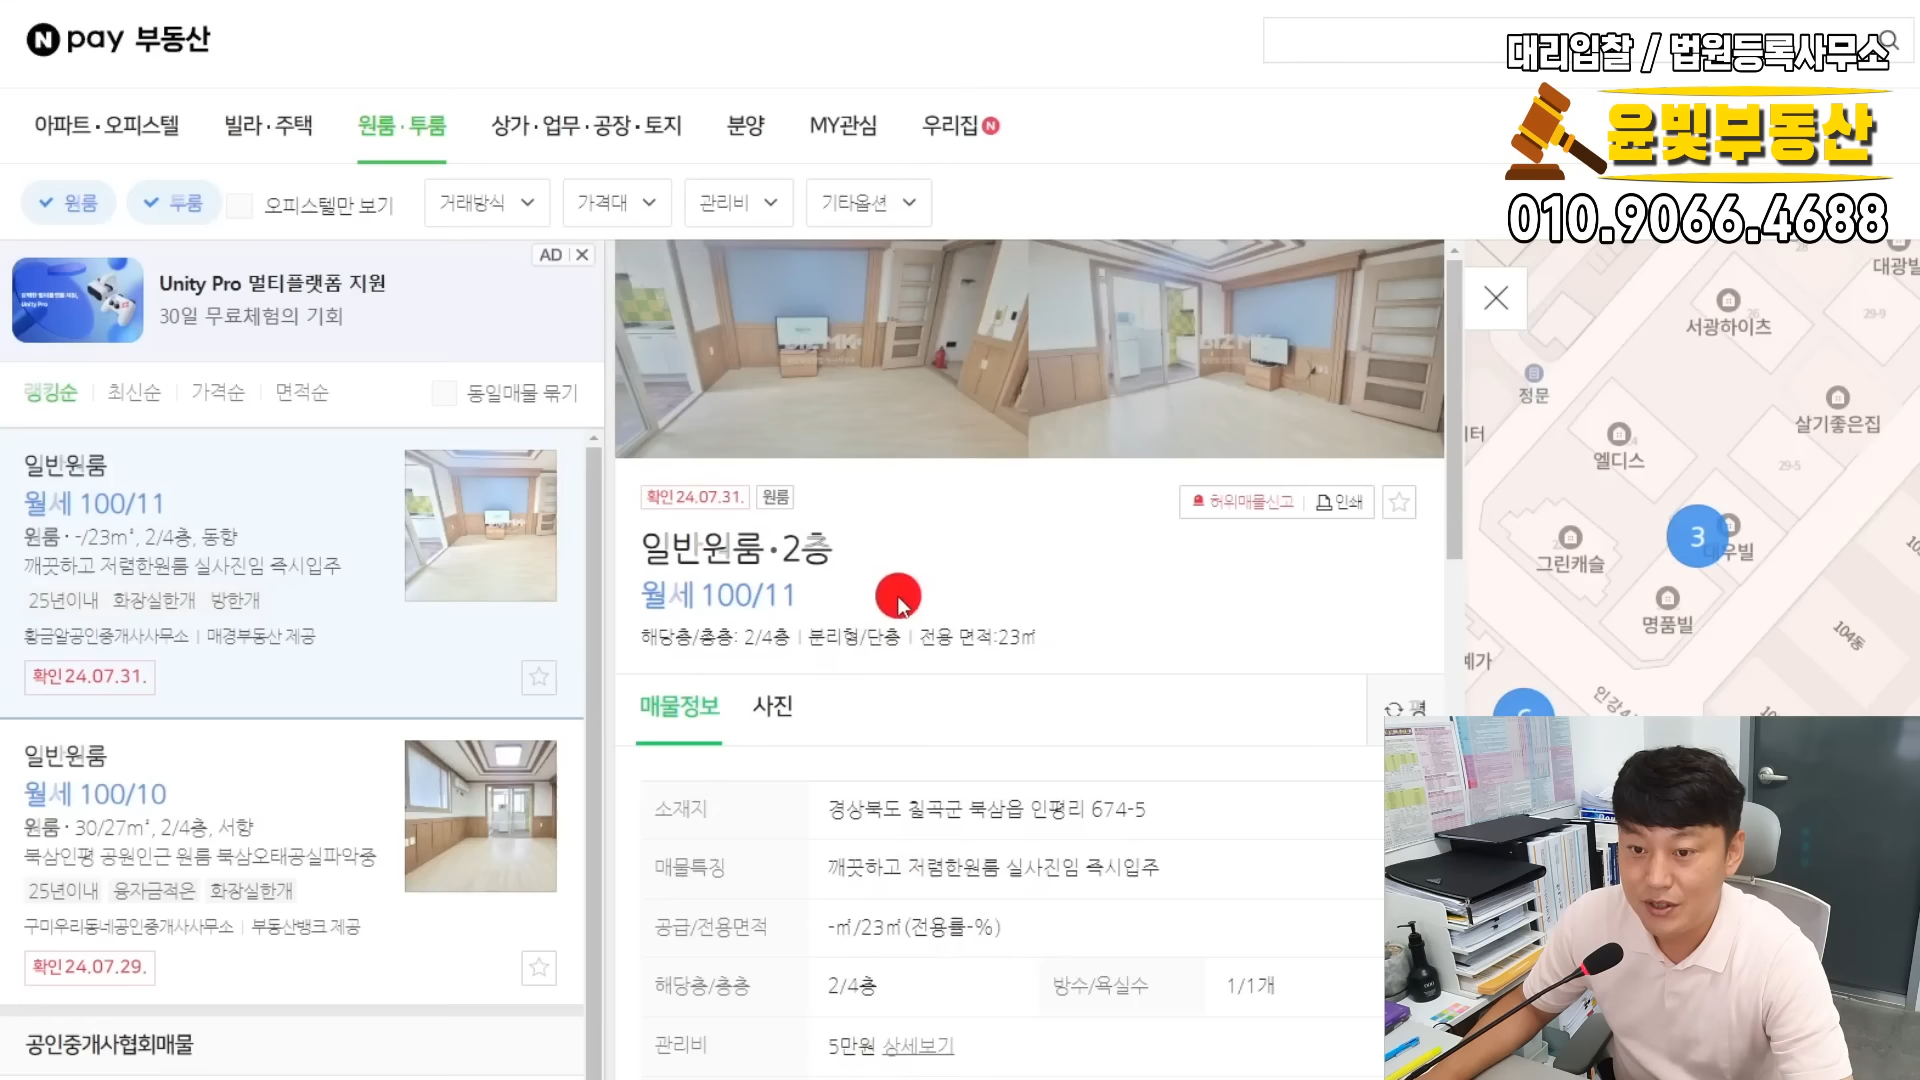 N pay 부동산
대리입찰 / 법원등록사무소
윤빛부동산
010.9066.4688
아파트·오피스텔
빌라·주택
원룸·투룸
상가·업무·공장·토지
분양
MY관심
우리집 N
원룸
투룸
오피스텔만 보기
거래방식
가격대
관리비
기타옵션
AD
Unity Pro 멀티플랫폼 지원
30일 무료체험의 기회
랭킹순
최신순
가격순
면적순
동일매물 묶기
일반원룸
월세 100/11
원룸 · -/23m², 2/4층, 동향
깨끗하고 저렴한원룸 실사진임 즉시입주
25년이내 화장실한개 방한개
황금알공인중개사사무소 | 매경부동산 제공
확인 24.07.31.
일반원룸
월세 100/10
원룸 · 30/27m², 2/4층, 서향
북삼인평 공원인근 원룸 북삼오태공실파악중
25년이내 융자금적은 화장실한개
구미우리동네공인중개사사무소 | 부동산뱅크 제공
확인 24.07.29.
공인중개사협회매물
확인 24.07.31. 원룸
허위매물신고 | 인쇄
일반원룸·2층
월세 100/11
해당층/총층: 2/4층 | 분리형/단층 | 전용 면적:23㎡
매물정보
사진
평
소재지 경상북도 칠곡군 북삼읍 인평리 674-5
매물특징 깨끗하고 저렴한원룸 실사진임 즉시입주
공급/전용면적 -㎡/23㎡(전용률-%)
해당층/총층 2/4층 방수/욕실수 1/1개
관리비 5만원 상세보기
대광빌
서광하이츠
29-9
정문
살기좋은집
엘디스
29-5
3
대우빌
그린캐슬
명품빌
104동